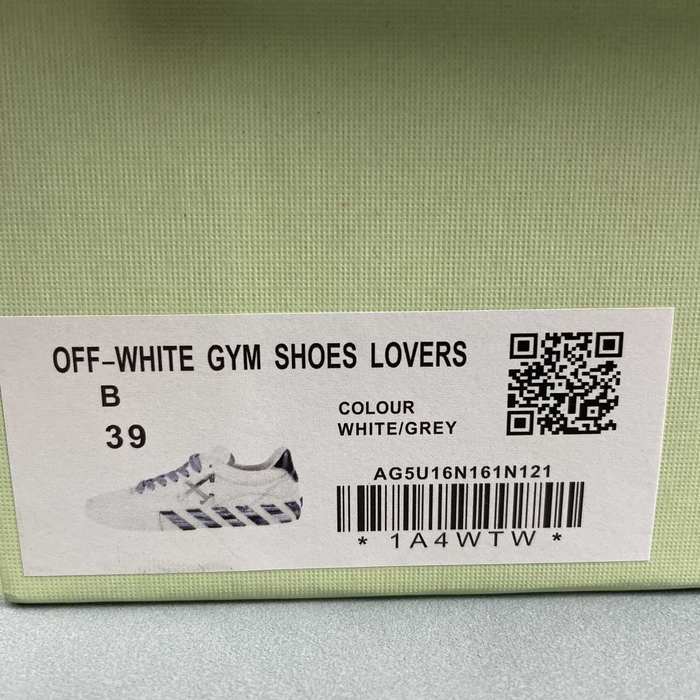 OFF-WHITE GYM SHOES LOVERS
B
39
COLOUR
WHITE/GREY
AG5U16N161N121
* 1A4WTW *